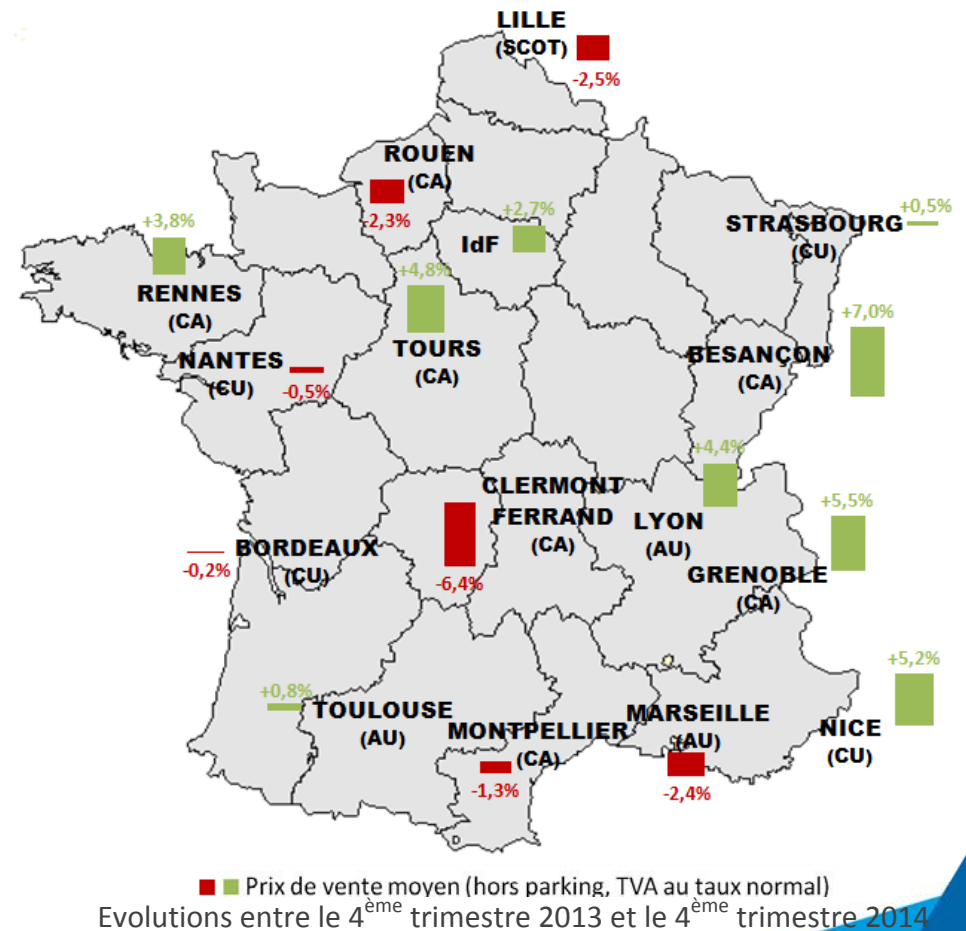 LILLE
(SCOT)
-2,5%
ROUEN
(CA)
-2,3%
+2,7%
IdF
+0,5%
STRASBOURG
(CU)
+3,8%
RENNES
(CA)
+4,8%
TOURS
(CA)
+7,0%
BESANÇON
(CA)
NANTES
(CU)
-0,5%
+4,4%
CLERMONT
FERRAND
(CA)
-6,4%
LYON
(AU)
+5,5%
GRENOBLE
(CA)
BORDEAUX
(CU)
-0,2%
+0,8%
TOULOUSE
(AU)
MONTPELLIER
(CA)
-1,3%
MARSEILLE
(AU)
-2,4%
+5,2%
NICE
(CU)
Prix de vente moyen (hors parking, TVA au taux normal)
Evolutions entre le 4ème trimestre 2013 et le 4ème trimestre 2014